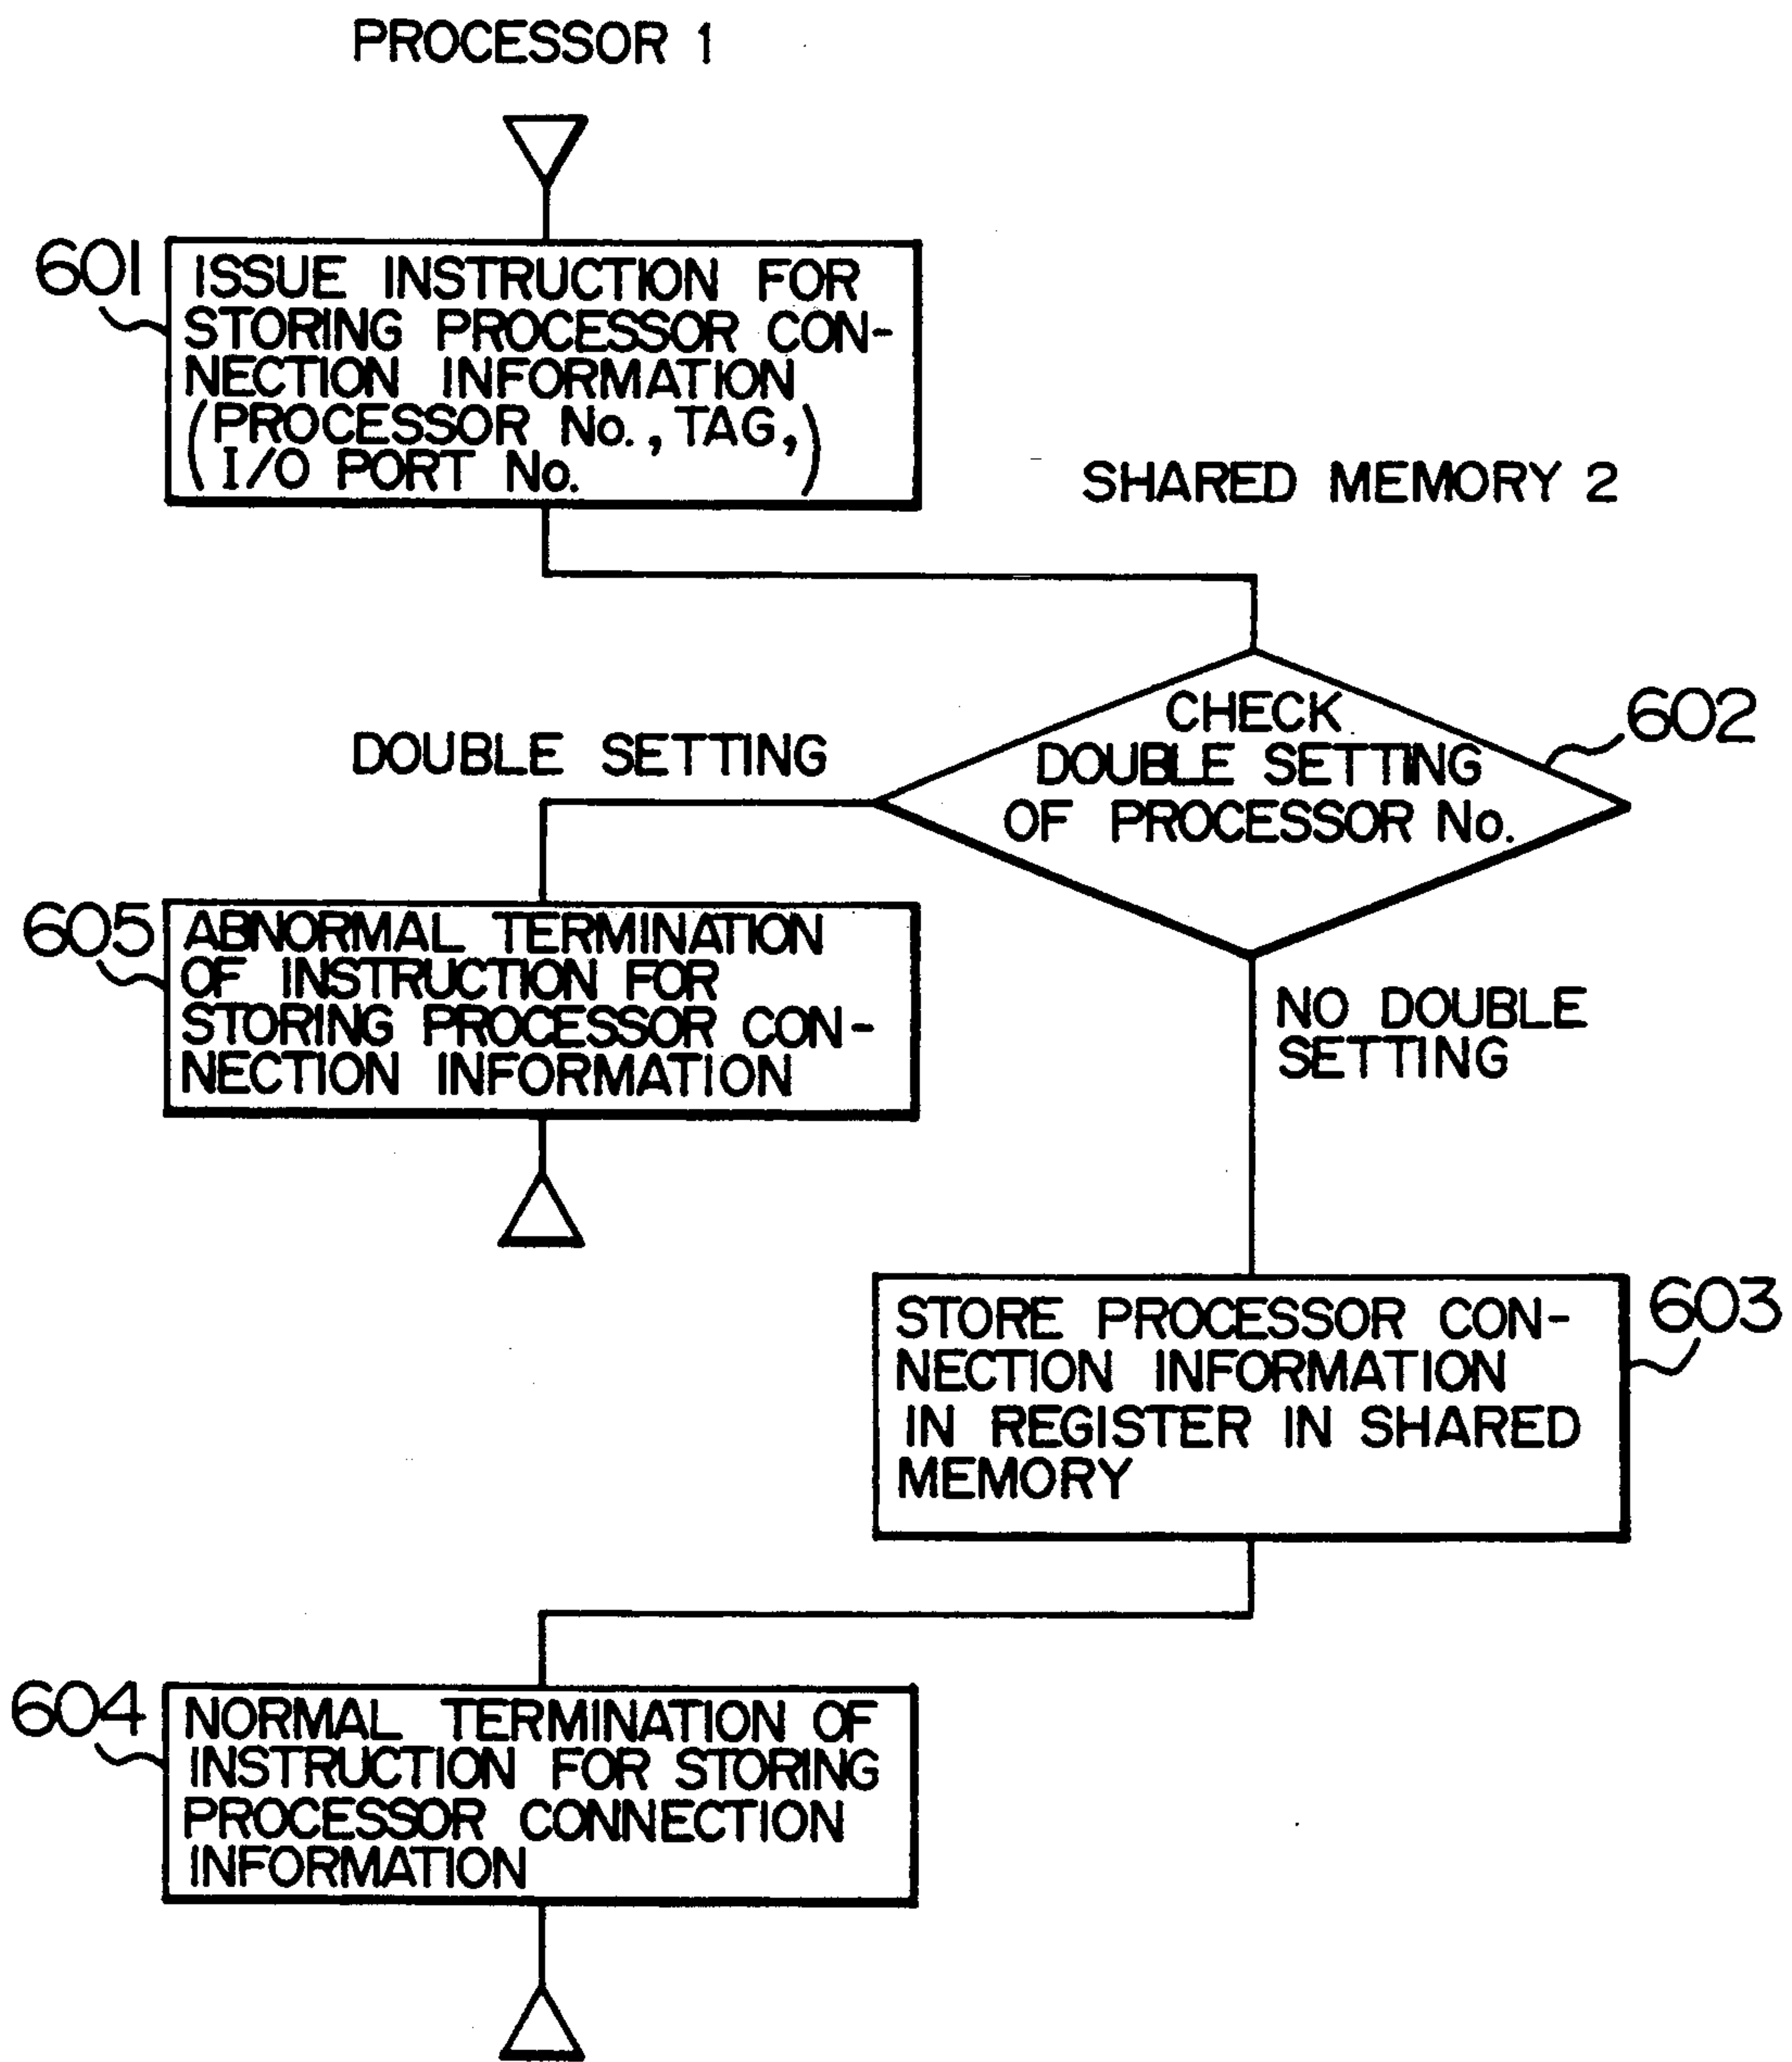 PROCESSOR 1
601
ISSUE INSTRUCTION FOR
STORING PROCESSOR CON-
NECTION INFORMATION
(PROCESSOR No., TAG,
I/O PORT No. )
SHARED MEMORY 2
CHECK
DOUBLE SETTING
OF PROCESSOR No.
602
DOUBLE SETTING
605
ABNORMAL TERMINATION
OF INSTRUCTION FOR
STORING PROCESSOR CON-
NECTION INFORMATION
NO DOUBLE
SETTING
STORE PROCESSOR CON-
NECTION INFORMATION
IN REGISTER IN SHARED
MEMORY
603
604
NORMAL TERMINATION OF
INSTRUCTION FOR STORING
PROCESSOR CONNECTION
INFORMATION